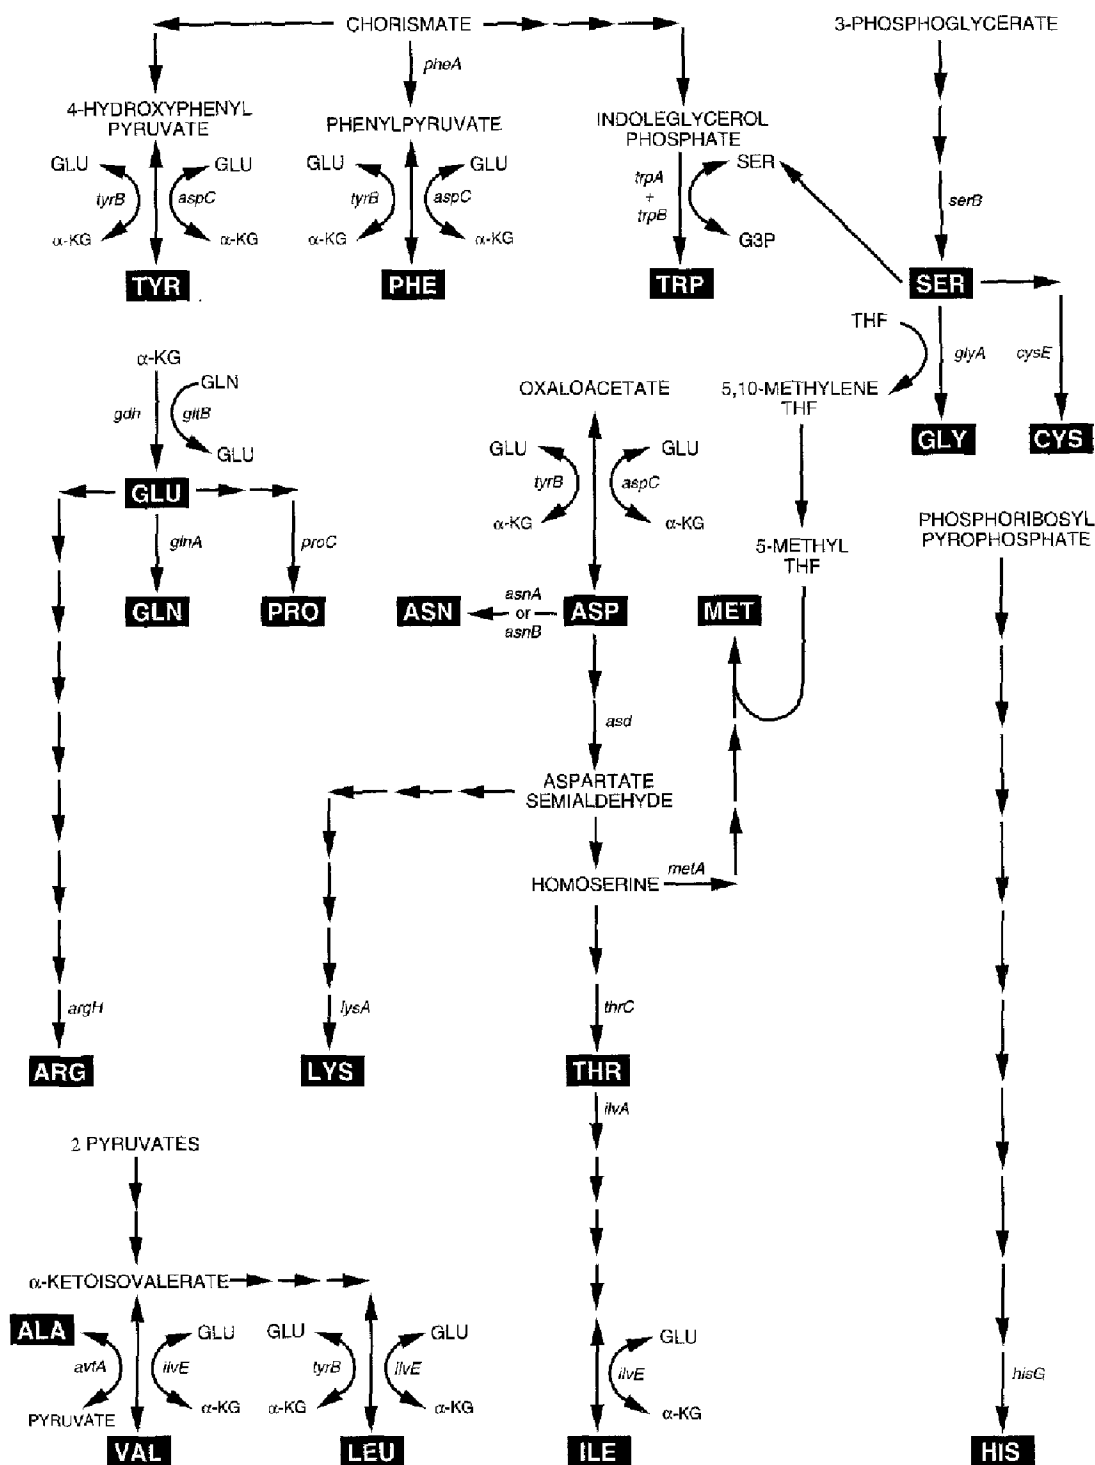 CHORISMATE
3-PHOSPHOGLYCERATE
pheA
4-HYDROXYPHENYL
PYRUVATE
PHENYLPYRUVATE
INDOLEGLYCEROL
PHOSPHATE
GLU
GLU
tyrB
aspC
α-KG
α-KG
TYR
GLU
GLU
tyrB
aspC
α-KG
α-KG
PHE
trpA
+
trpB
SER
G3P
TRP
serB
SER
THF
glyA
cysE
5,10-METHYLENE
THF
GLY
CYS
α-KG
gdh
GLN
gltB
GLU
GLU
glnA
proC
GLN
PRO
OXALOACETATE
GLU
GLU
tyrB
aspC
α-KG
α-KG
5-METHYL
THF
PHOSPHORIBOSYL
PYROPHOSPHATE
ASN
asnA
or
asnB
ASP
MET
asd
ASPARTATE
SEMIALDEHYDE
HOMOSERINE
metA
argH
lysA
thrC
ARG
LYS
THR
ilvA
2 PYRUVATES
α-KETOISOVALERATE
ALA
GLU
avtA
ilvE
PYRUVATE
α-KG
VAL
GLU
GLU
tyrB
ilvE
α-KG
α-KG
LEU
GLU
ilvE
α-KG
ILE
hisG
HIS